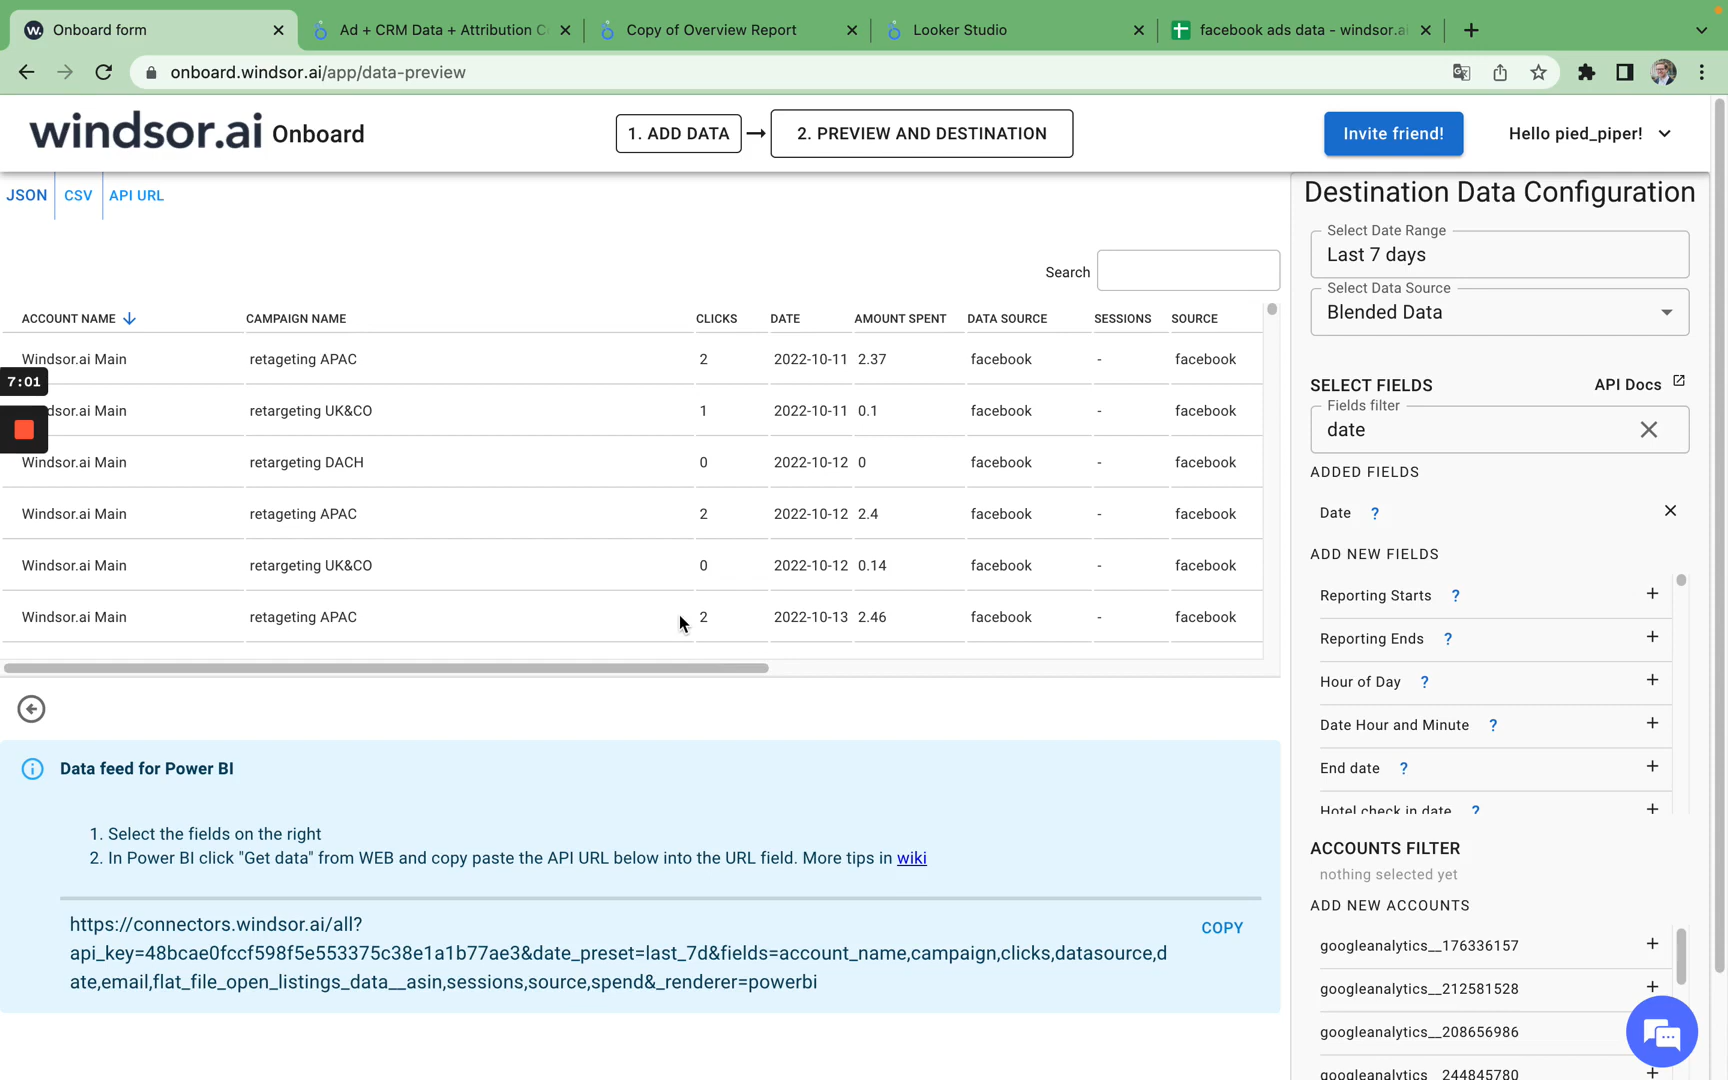 Onboard form
Ad + CRM Data + Attribution C
Copy of Overview Report
Looker Studio
facebook ads data - windsor.ai
onboard.windsor.ai/app/data-preview
windsor.ai Onboard
1. ADD DATA
2. PREVIEW AND DESTINATION
Invite friend!
Hello pied_piper!
JSON
CSV
API URL
Search
ACCOUNT NAME CAMPAIGN NAME CLICKS DATE AMOUNT SPENT DATA SOURCE SESSIONS SOURCE
Windsor.ai Main retageting APAC 2 2022-10-11 2.37 facebook - facebook
7:01
dsor.ai Main retargeting UK&CO 1 2022-10-11 0.1 facebook - facebook
Windsor.ai Main retargeting DACH 0 2022-10-12 0 facebook - facebook
Windsor.ai Main retageting APAC 2 2022-10-12 2.4 facebook - facebook
Windsor.ai Main retargeting UK&CO 0 2022-10-12 0.14 facebook - facebook
Windsor.ai Main retageting APAC 2 2022-10-13 2.46 facebook - facebook
Data feed for Power BI
1. Select the fields on the right
2. In Power BI click "Get data" from WEB and copy paste the API URL below into the URL field. More tips in wiki
https://connectors.windsor.ai/all?
api_key=48bcae0fccf598f5e553375c38e1a1b77ae3&date_preset=last_7d&fields=account_name,campaign,clicks,datasource,d
ate,email,flat_file_open_listings_data__asin,sessions,source,spend&_renderer=powerbi
COPY
Destination Data Configuration
Select Date Range
Last 7 days
Select Data Source
Blended Data
SELECT FIELDS
API Docs
Fields filter
date
ADDED FIELDS
Date ?
ADD NEW FIELDS
Reporting Starts ?
Reporting Ends ?
Hour of Day ?
Date Hour and Minute ?
End date ?
Hotel check in date ?
ACCOUNTS FILTER
nothing selected yet
ADD NEW ACCOUNTS
googleanalytics__176336157
googleanalytics__212581528
googleanalytics__208656986
googleanalytics__244845780